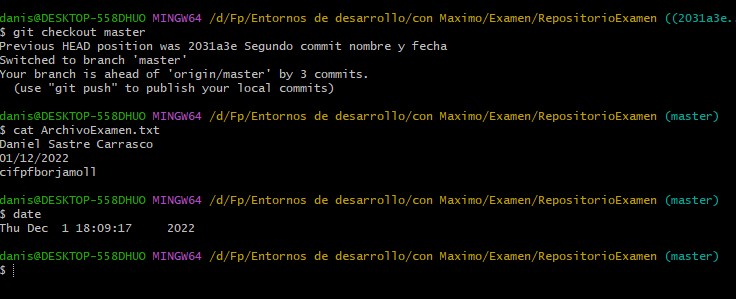 danis@DESKTOP-558DHUO MINGW64 /d/Fp/Entornos de desarrollo/con Maximo/Examen/RepositorioExamen ((2031a3e...
$ git checkout master
Previous HEAD position was 2031a3e Segundo commit nombre y fecha
Switched to branch 'master'
Your branch is ahead of 'origin/master' by 3 commits.
  (use "git push" to publish your local commits)
danis@DESKTOP-558DHUO MINGW64 /d/Fp/Entornos de desarrollo/con Maximo/Examen/RepositorioExamen (master)
$ cat ArchivoExamen.txt
Daniel Sastre Carrasco
01/12/2022
cifpfborjamoll
danis@DESKTOP-558DHUO MINGW64 /d/Fp/Entornos de desarrollo/con Maximo/Examen/RepositorioExamen (master)
$ date
Thu Dec  1 18:09:17     2022
danis@DESKTOP-558DHUO MINGW64 /d/Fp/Entornos de desarrollo/con Maximo/Examen/RepositorioExamen (master)
$